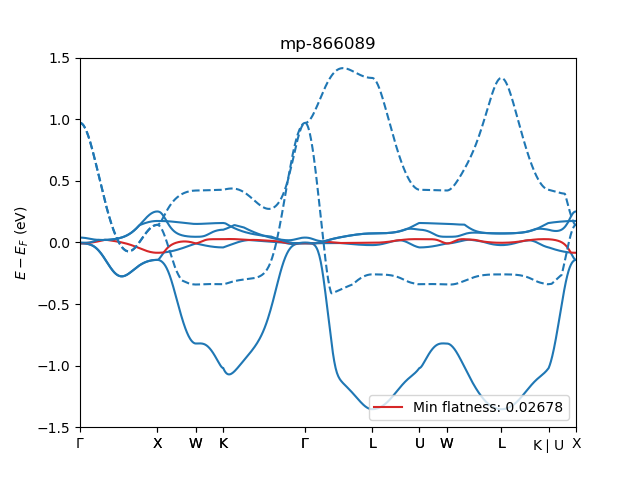 mp-866089
E − E_F (eV)
1.5
1.0
0.5
0.0
−0.5
−1.0
−1.5
Min flatness: 0.02678
Γ X W K Γ L U W L K | U X